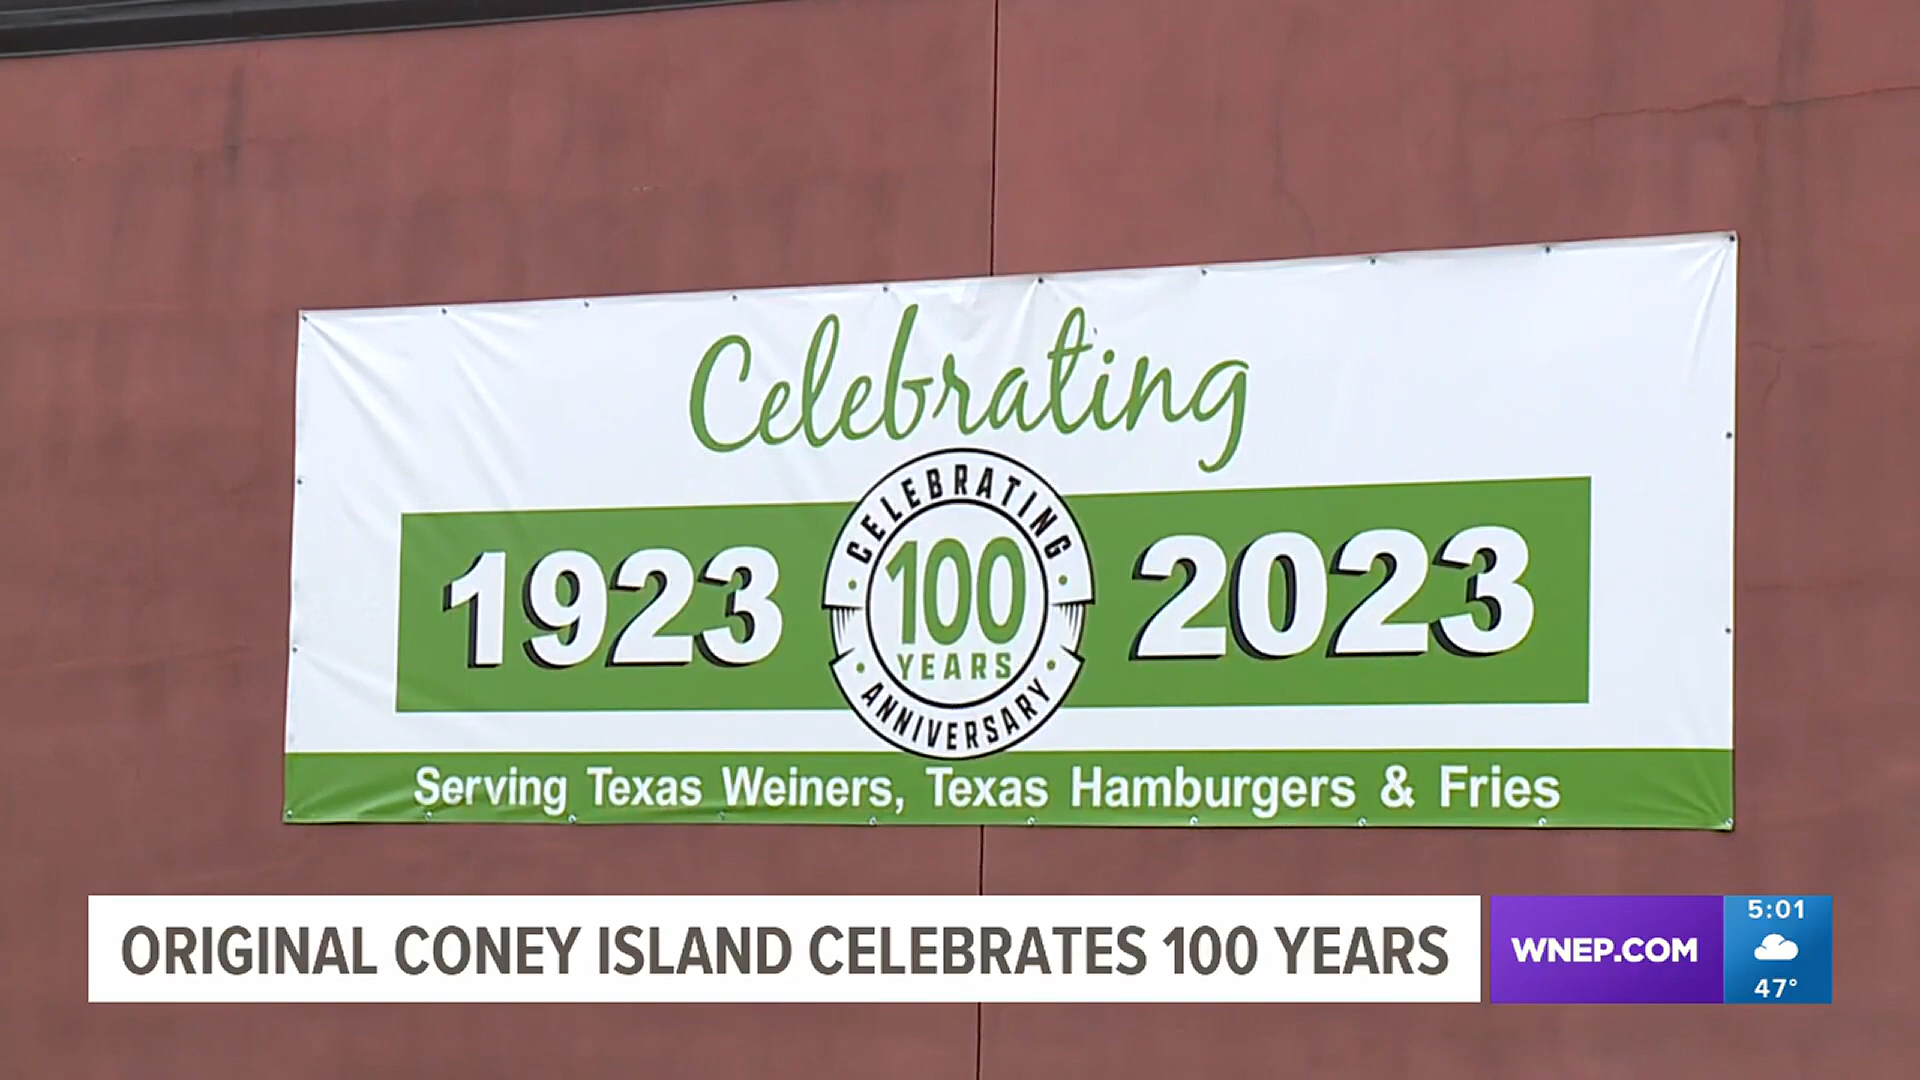 Celebrating
1923
CELEBRATING
100
YEARS
ANNIVERSARY
2023
Serving Texas Weiners, Texas Hamburgers & Fries
ORIGINAL CONEY ISLAND CELEBRATES 100 YEARS
WNEP.COM
5:01
47°